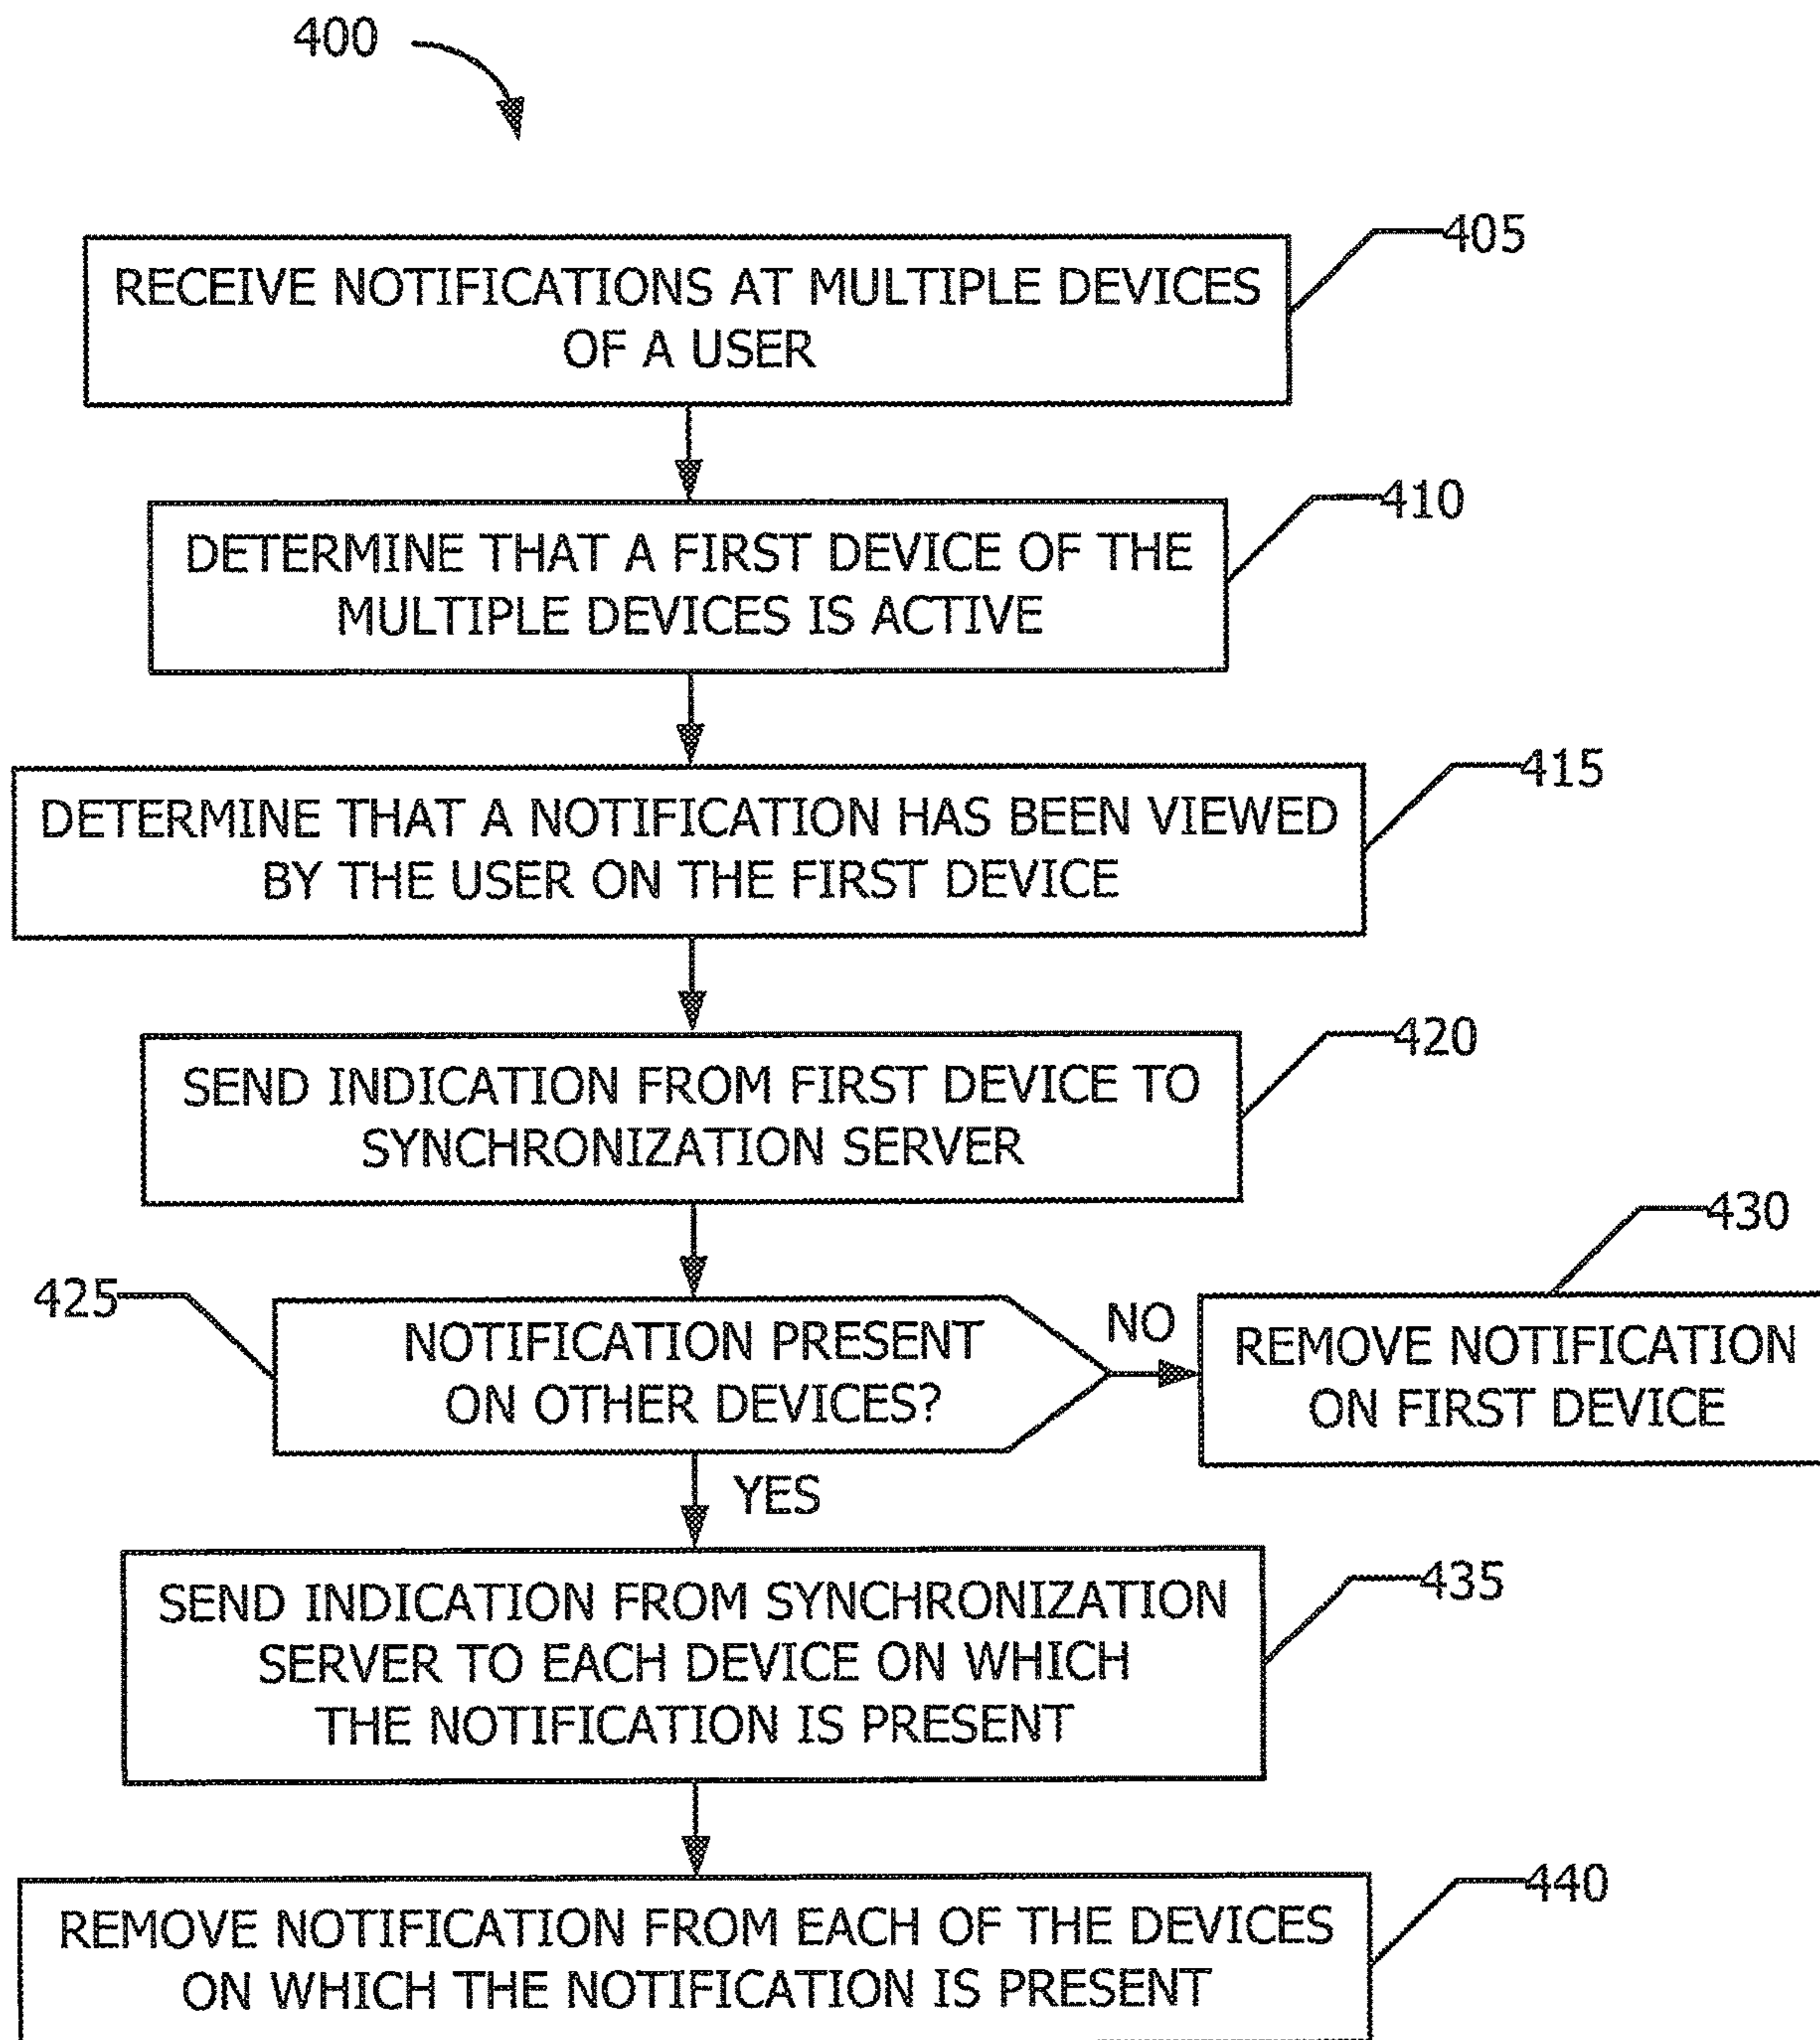 400
405
RECEIVE NOTIFICATIONS AT MULTIPLE DEVICES
OF A USER
410
DETERMINE THAT A FIRST DEVICE OF THE
MULTIPLE DEVICES IS ACTIVE
415
DETERMINE THAT A NOTIFICATION HAS BEEN VIEWED
BY THE USER ON THE FIRST DEVICE
420
SEND INDICATION FROM FIRST DEVICE TO
SYNCHRONIZATION SERVER
425
NOTIFICATION PRESENT
ON OTHER DEVICES?
NO
430
REMOVE NOTIFICATION
ON FIRST DEVICE
YES
435
SEND INDICATION FROM SYNCHRONIZATION
SERVER TO EACH DEVICE ON WHICH
THE NOTIFICATION IS PRESENT
440
REMOVE NOTIFICATION FROM EACH OF THE DEVICES
ON WHICH THE NOTIFICATION IS PRESENT